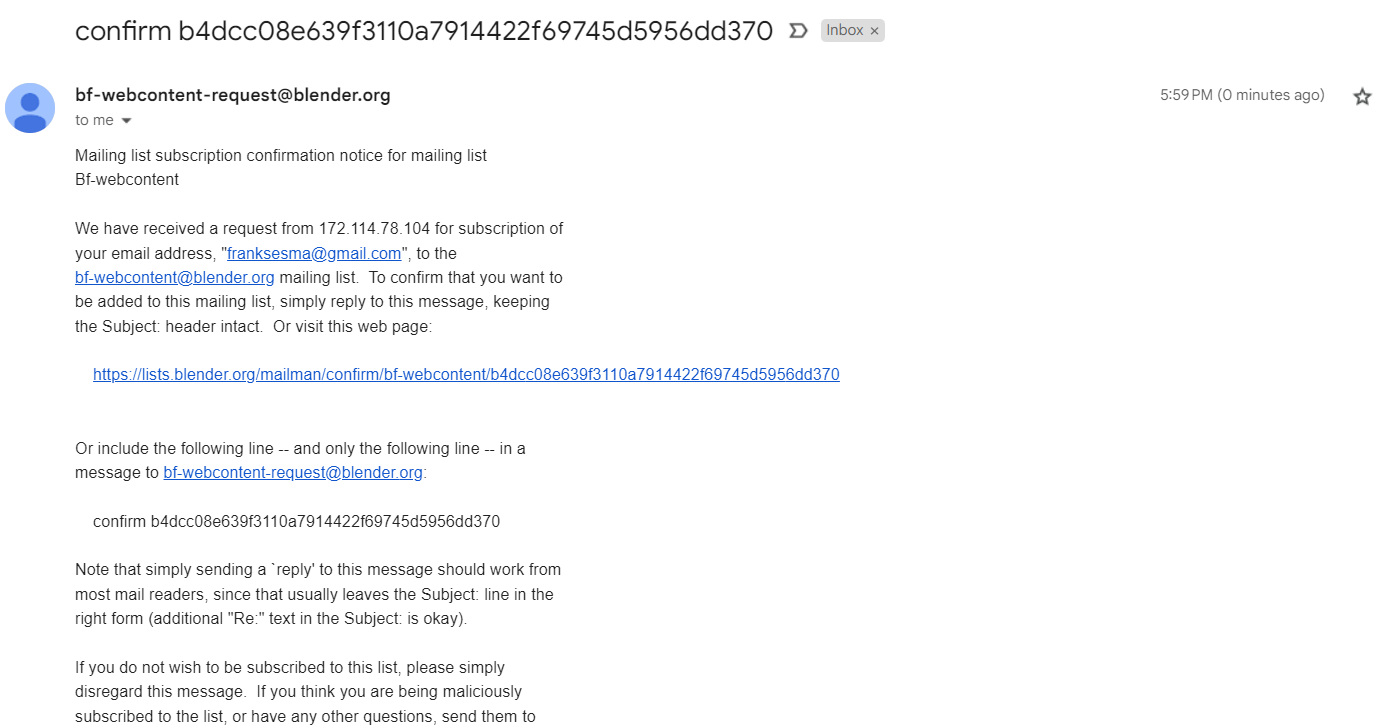 confirm b4dcc08e639f3110a7914422f69745d5956dd370 Inbox ×
bf-webcontent-request@blender.org 5:59 PM (0 minutes ago)
to me
Mailing list subscription confirmation notice for mailing list
Bf-webcontent
We have received a request from 172.114.78.104 for subscription of
your email address, "franksesma@gmail.com", to the
bf-webcontent@blender.org mailing list.  To confirm that you want to
be added to this mailing list, simply reply to this message, keeping
the Subject: header intact.  Or visit this web page:
https://lists.blender.org/mailman/confirm/bf-webcontent/b4dcc08e639f3110a7914422f69745d5956dd370
Or include the following line -- and only the following line -- in a
message to bf-webcontent-request@blender.org:
confirm b4dcc08e639f3110a7914422f69745d5956dd370
Note that simply sending a `reply' to this message should work from
most mail readers, since that usually leaves the Subject: line in the
right form (additional "Re:" text in the Subject: is okay).
If you do not wish to be subscribed to this list, please simply
disregard this message.  If you think you are being maliciously
subscribed to the list, or have any other questions, send them to